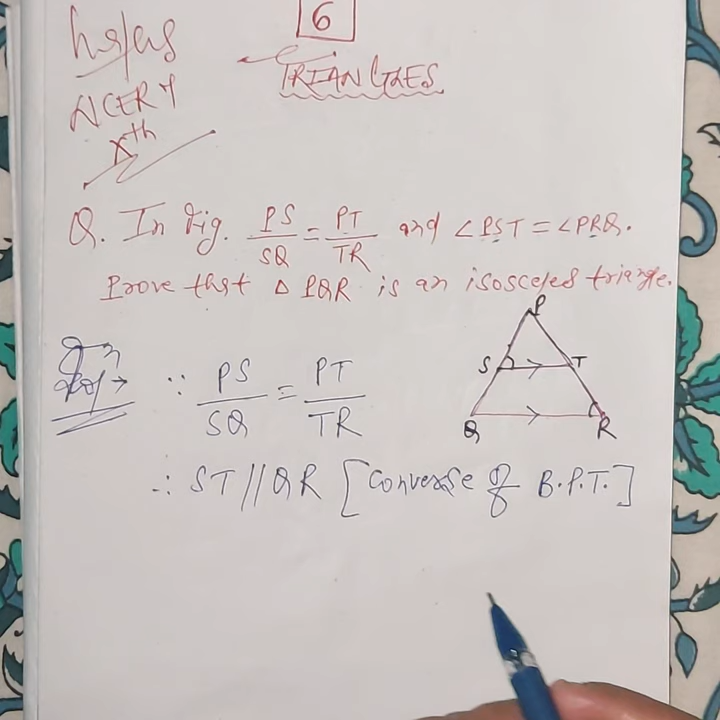 6
TRIANGLES
NCERT
Xth
Q. In fig. PS/SQ = PT/TR and ∠PST = ∠PRQ.
Prove that △ PQR is an isosceles triangle.
P
S T
Q R
∵ PS/SQ = PT/TR
∴ ST // QR [Converse of B.P.T.]